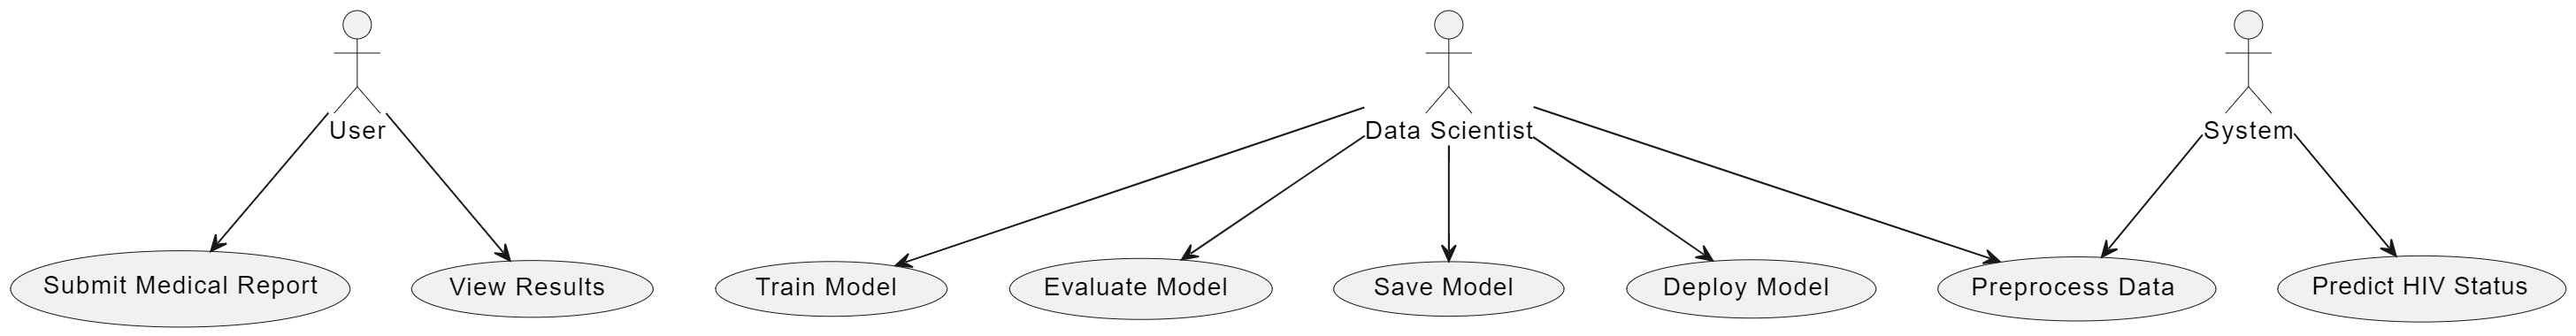 User
Data Scientist
System
Submit Medical Report
View Results
Train Model
Evaluate Model
Save Model
Deploy Model
Preprocess Data
Predict HIV Status